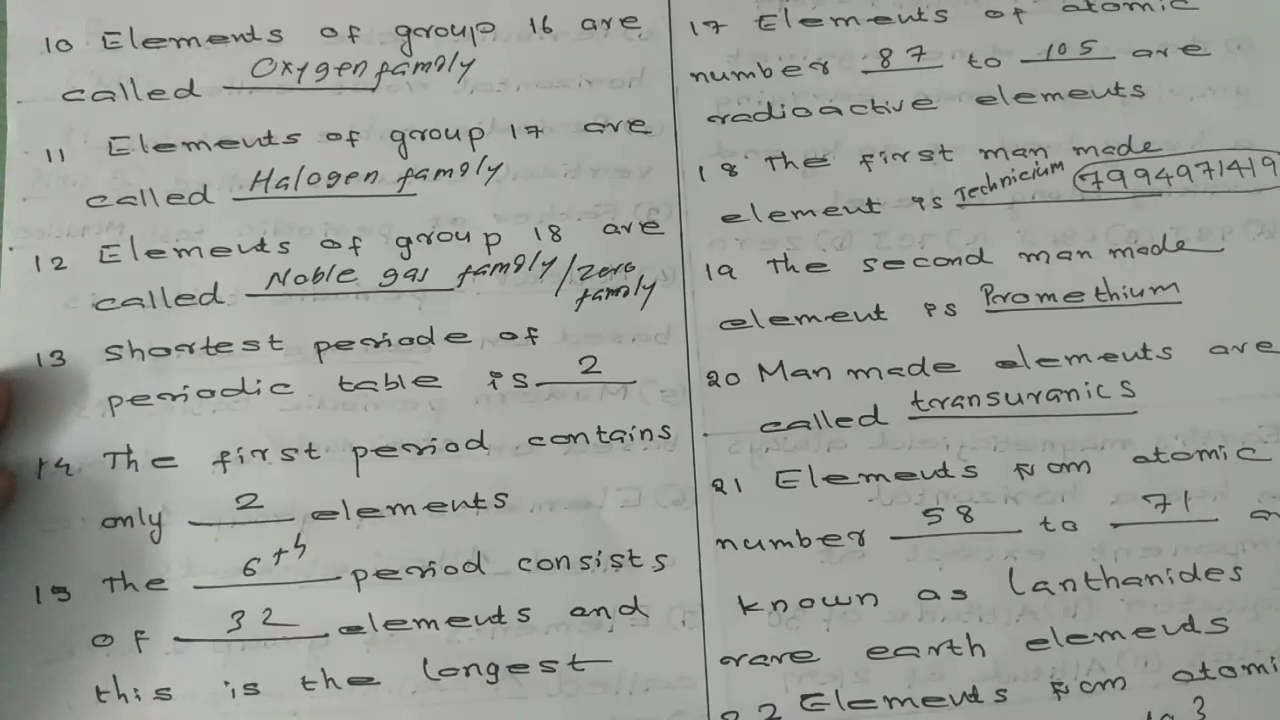 10 Elements of group 16 are
called Oxygen family
11 Elements of group 17 are
called Halogen family
12 Elements of group 18 are
called Noble gas family/zero
family
13 shortest periode of
periodic table is 2
14 The first period contains
only 2 elements
15 The 6th period consists
of 32 elements and
this is the longest
17 Elements of atomic
number 87 to 105 are
radioactive elements
18 The first man made
element is Technicium 7994971419
19 The second man made
element is Promethium
20 Man made elements are
called transuranics
21 Elements from atomic
number 58 to 71
known as lanthanides
rare earth elements
22 Elements from atomi